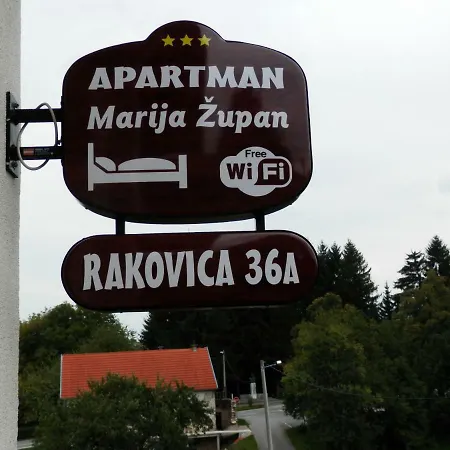 APARTMAN
Marija Župan
Free
WiFi
RAKOVICA 36A